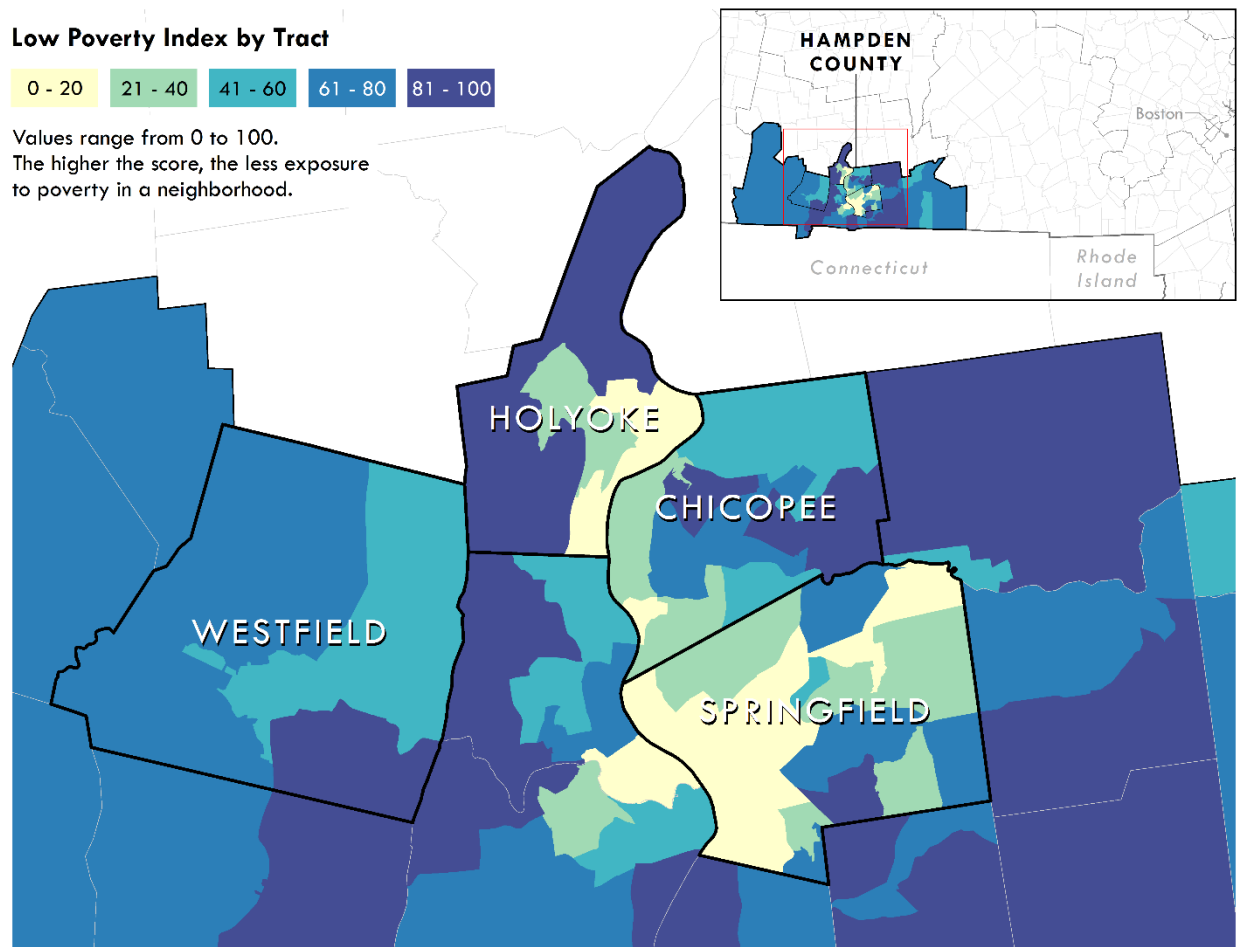 Low Poverty Index by Tract
0 - 20
21 - 40
41 - 60
61 - 80
81 - 100
Values range from 0 to 100.
The higher the score, the less exposure
to poverty in a neighborhood.
HAMPDEN
COUNTY
Boston
Connecticut
Rhode
Island
HOLYOKE
CHICOPEE
WESTFIELD
SPRINGFIELD